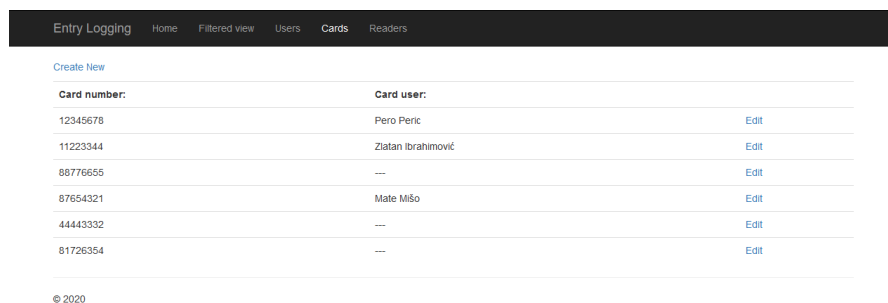 Entry Logging Home Filtered view Users Cards Readers
Create New
Card number: Card user:
12345678 Pero Peric Edit
11223344 Zlatan Ibrahimović Edit
88776655 --- Edit
87654321 Mate Mišo Edit
44443332 --- Edit
81726354 --- Edit
© 2020